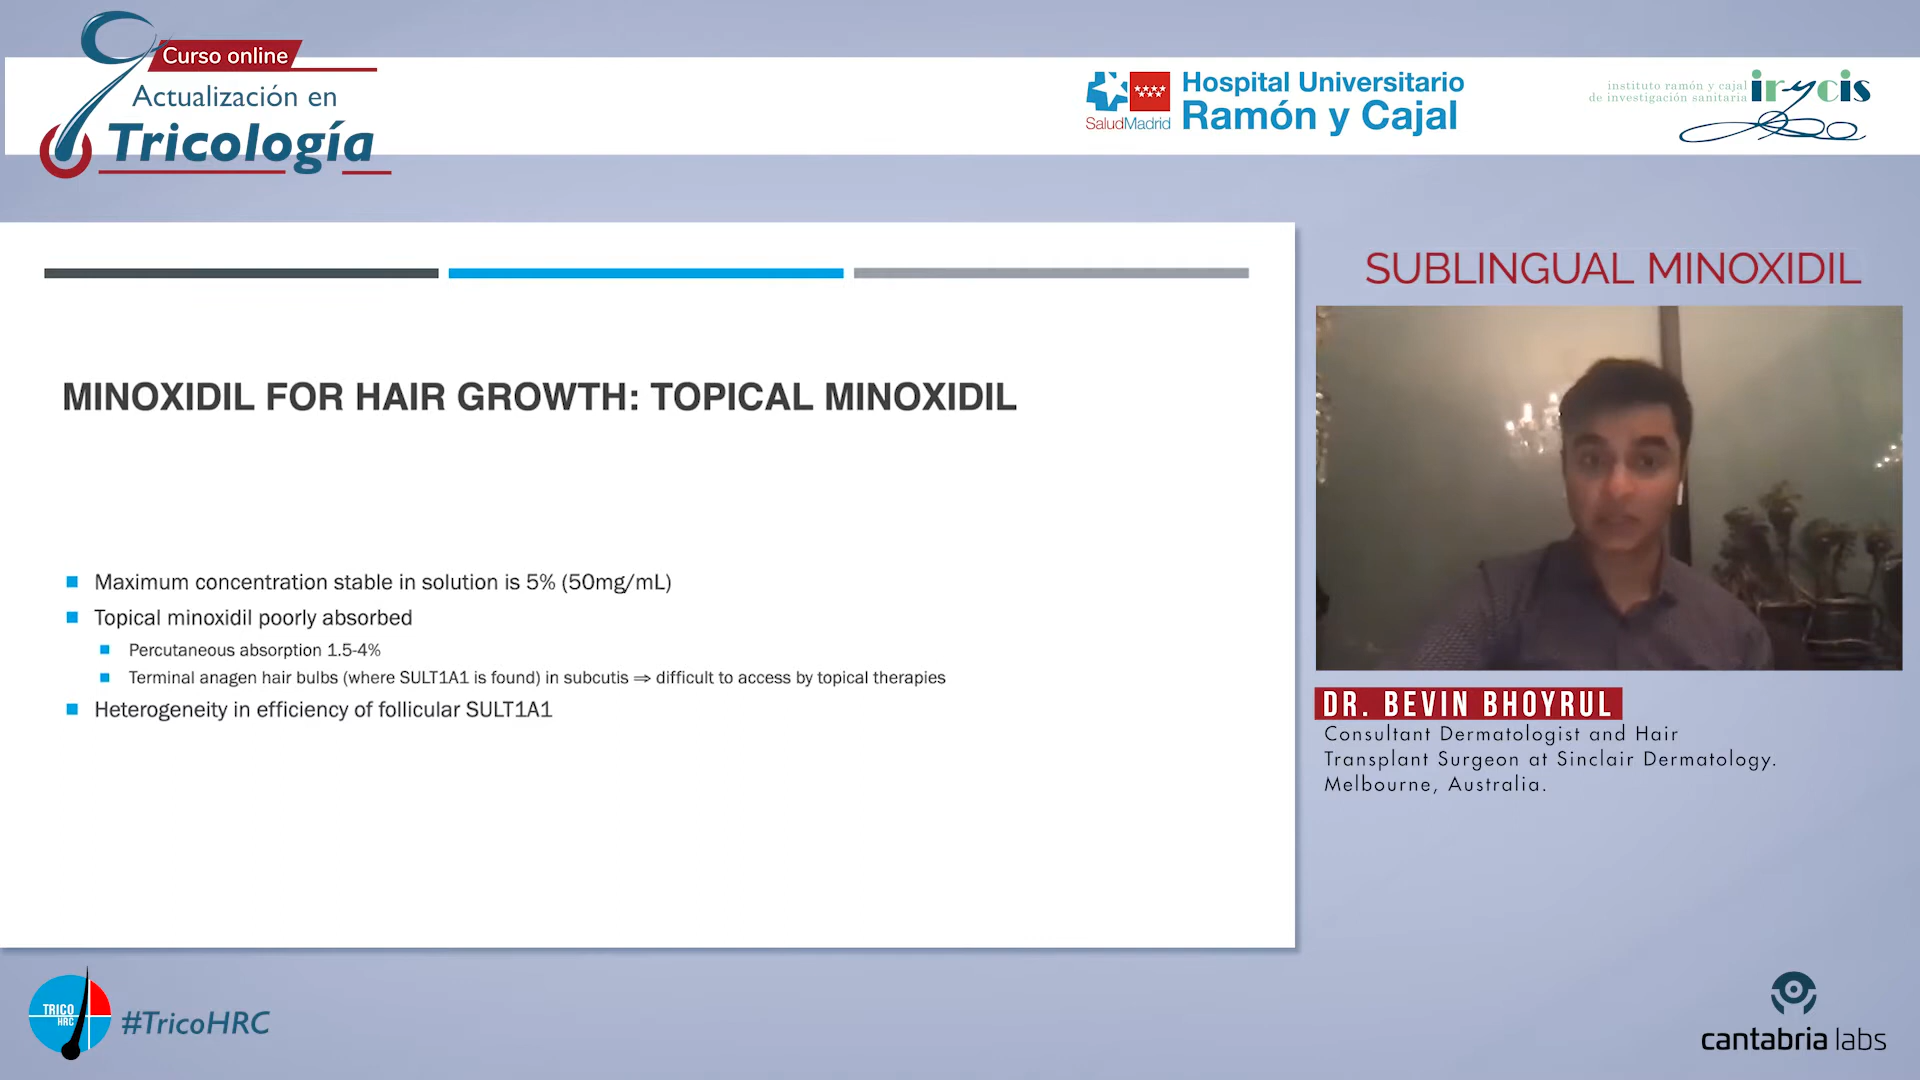 Curso online
Actualización en
Tricología
SaludMadrid
Hospital Universitario
Ramón y Cajal
instituto ramón y cajal
de investigación sanitaria
irycis
MINOXIDIL FOR HAIR GROWTH: TOPICAL MINOXIDIL
Maximum concentration stable in solution is 5% (50mg/mL)
Topical minoxidil poorly absorbed
Percutaneous absorption 1.5-4%
Terminal anagen hair bulbs (where SULT1A1 is found) in subcutis ⇒ difficult to access by topical therapies
Heterogeneity in efficiency of follicular SULT1A1
SUBLINGUAL MINOXIDIL
DR. BEVIN BHOYRUL
Consultant Dermatologist and Hair
Transplant Surgeon at Sinclair Dermatology.
Melbourne, Australia.
TRICO
HRC
#TricoHRC
cantabria labs